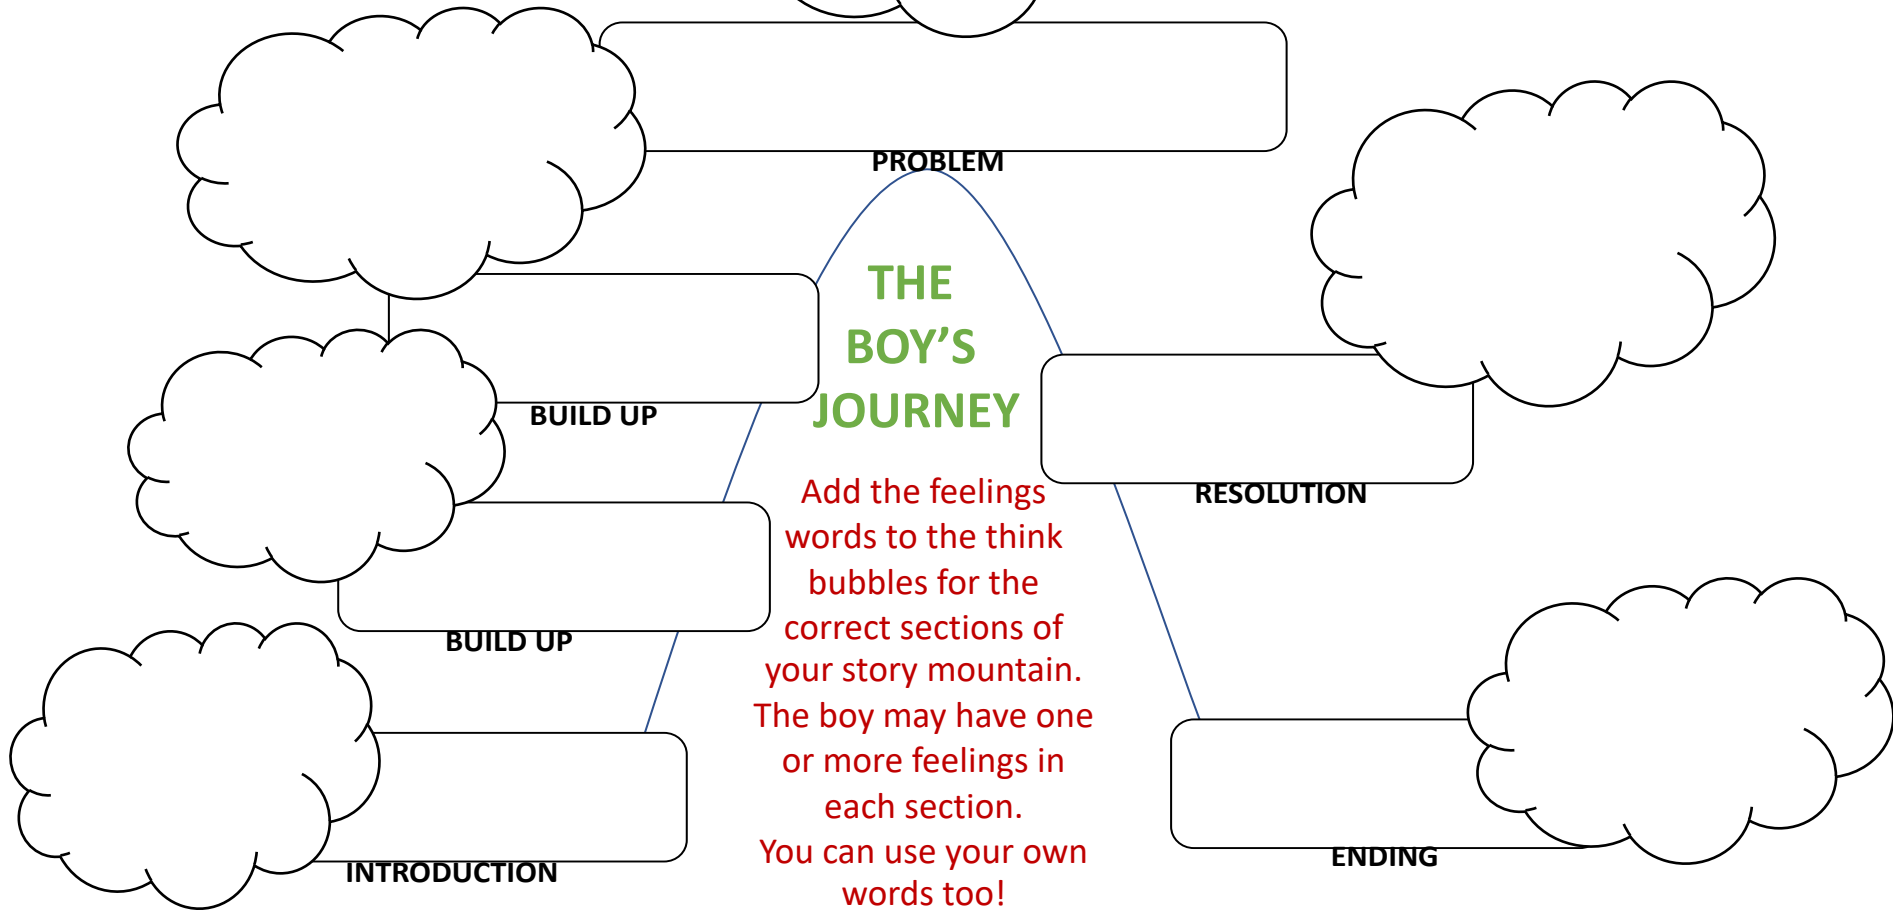 PROBLEM
THE
BOY’S
JOURNEY
BUILD UP
Add the feelings
words to the think
bubbles for the
correct sections of
your story mountain.
The boy may have one
or more feelings in
each section.
You can use your own
words too!
RESOLUTION
BUILD UP
INTRODUCTION
ENDING